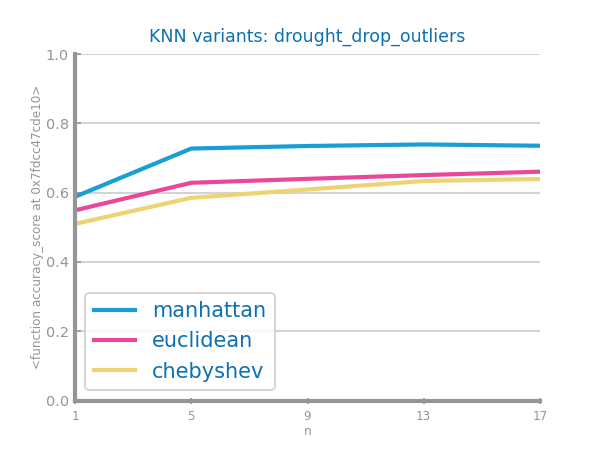 KNN variants: drought_drop_outliers
<function accuracy_score at 0x7fdcc47cde10>
1.0
0.8
0.6
0.4
0.2
0.0
manhattan
euclidean
chebyshev
1 5 9 13 17
n